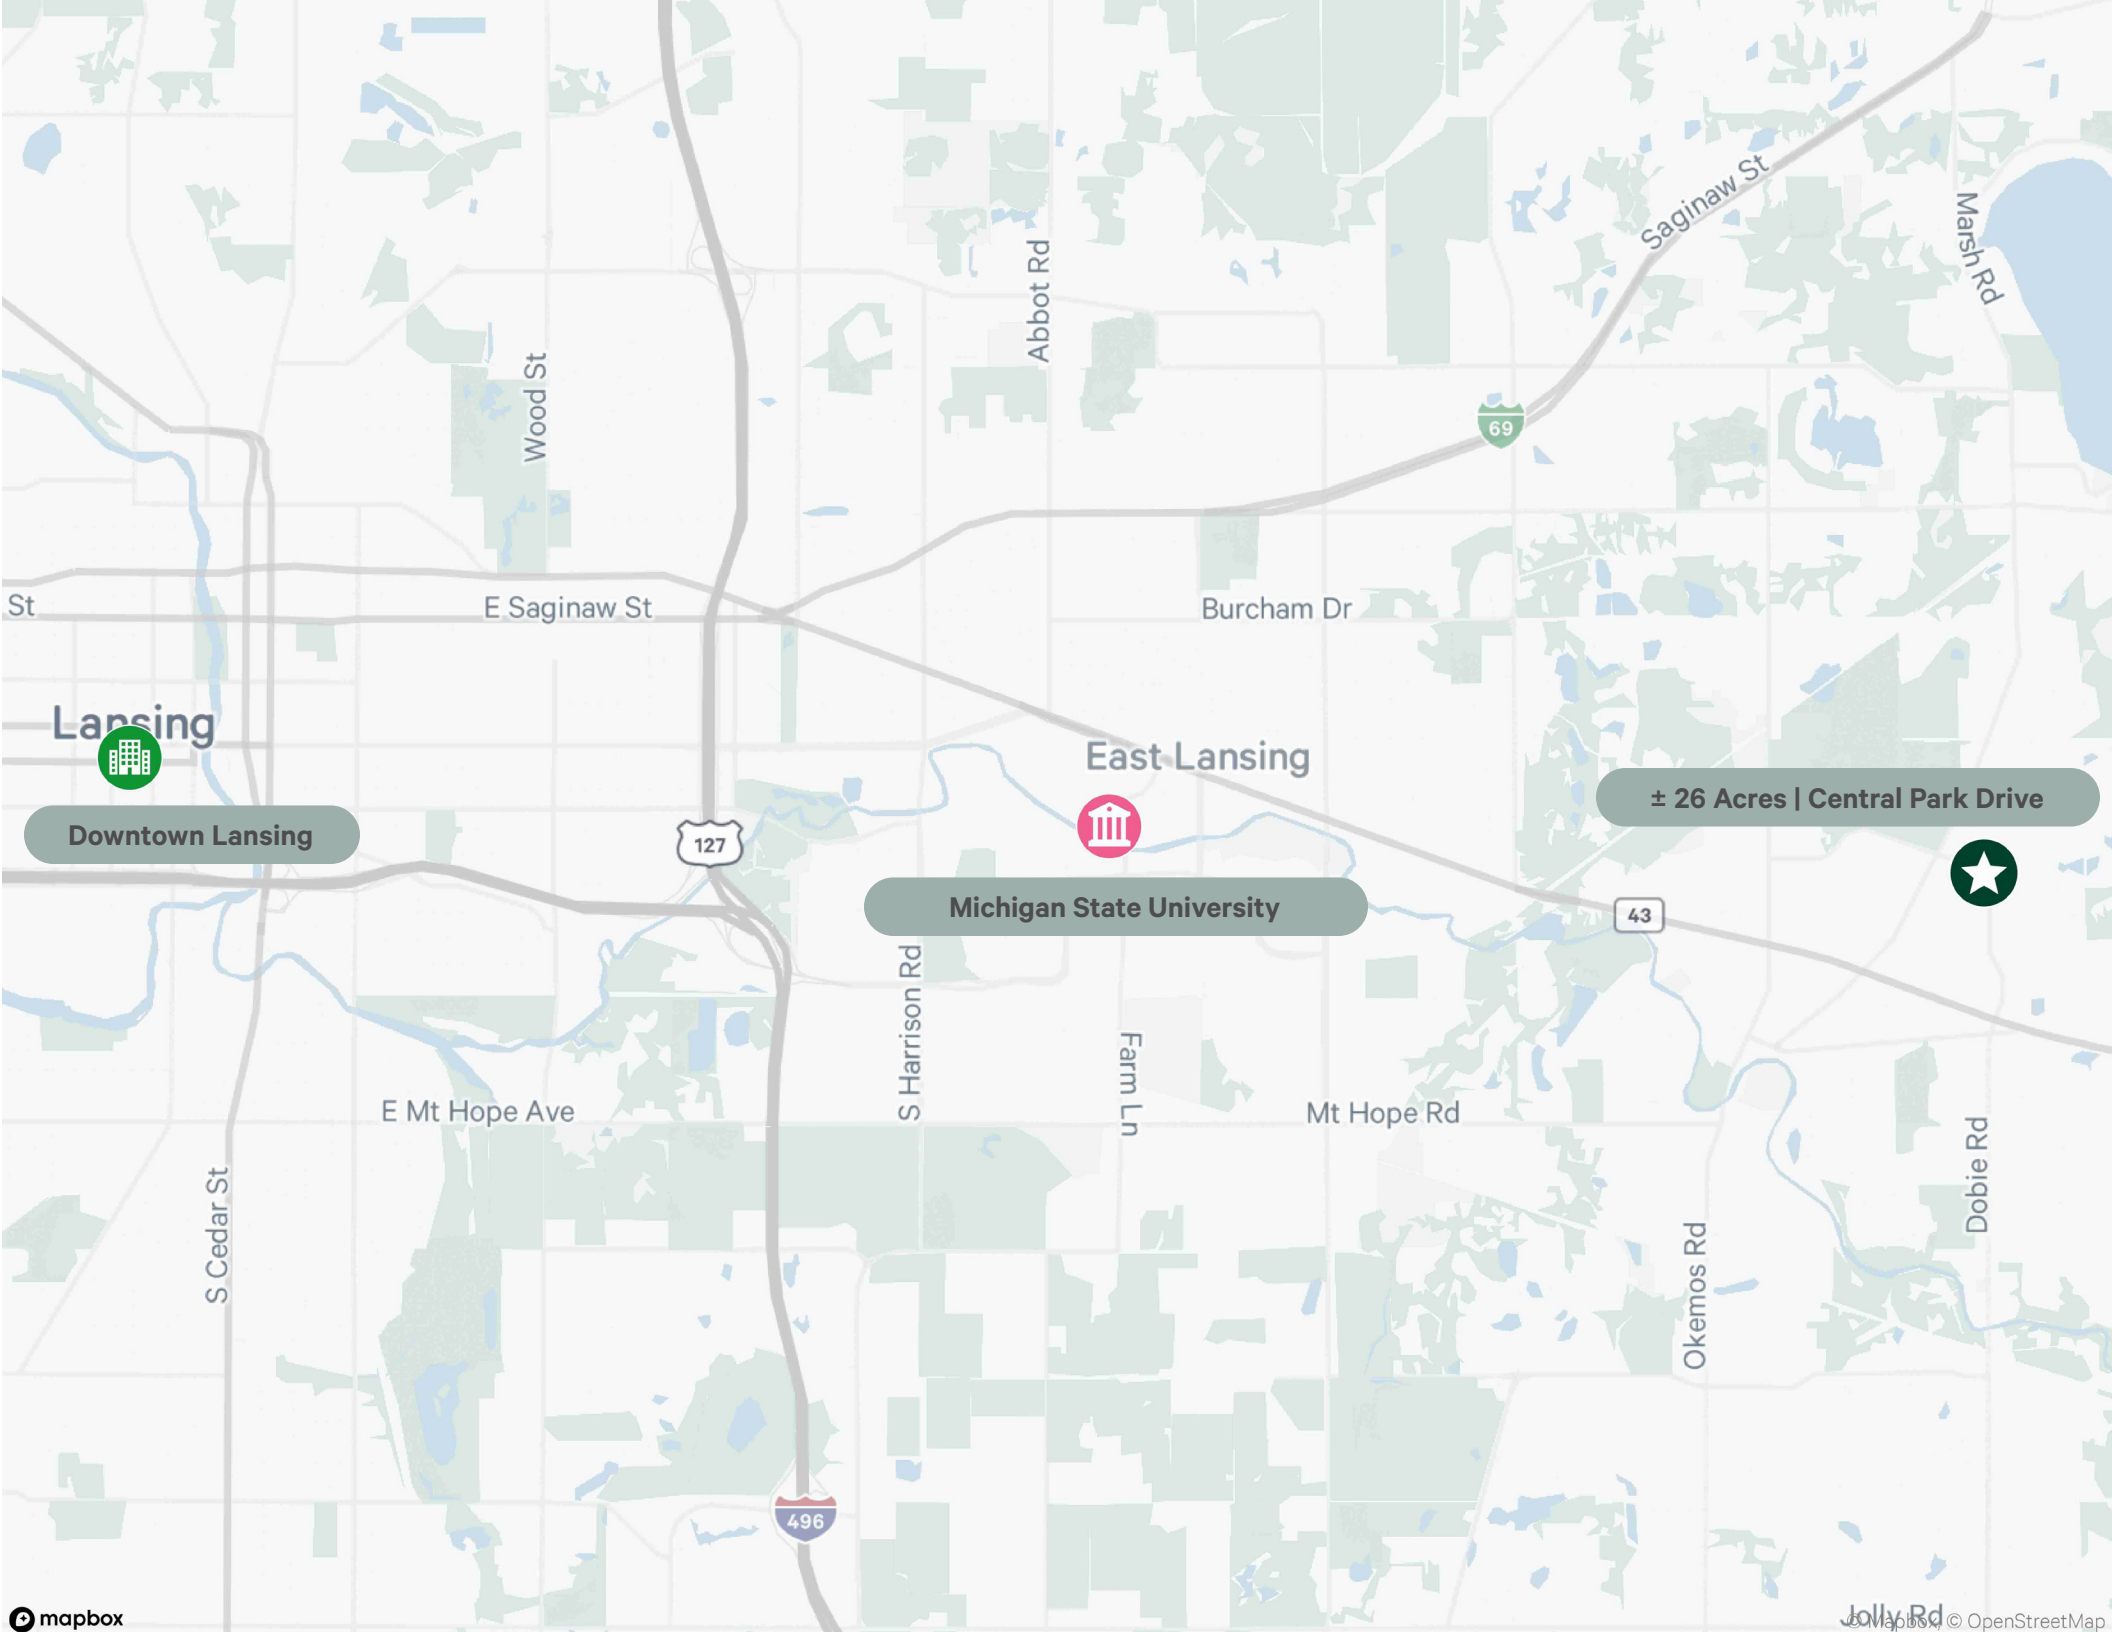 Saginaw St
Marsh Rd
Abbot Rd
Wood St
69
St
E Saginaw St
Burcham Dr
Lansing
East Lansing
± 26 Acres | Central Park Drive
Downtown Lansing
127
Michigan State University
43
S Harrison Rd
Farm Ln
E Mt Hope Ave
Mt Hope Rd
Dobie Rd
S Cedar St
Okemos Rd
496
Jolly Rd
mapbox
© Mapbox, © OpenStreetMap